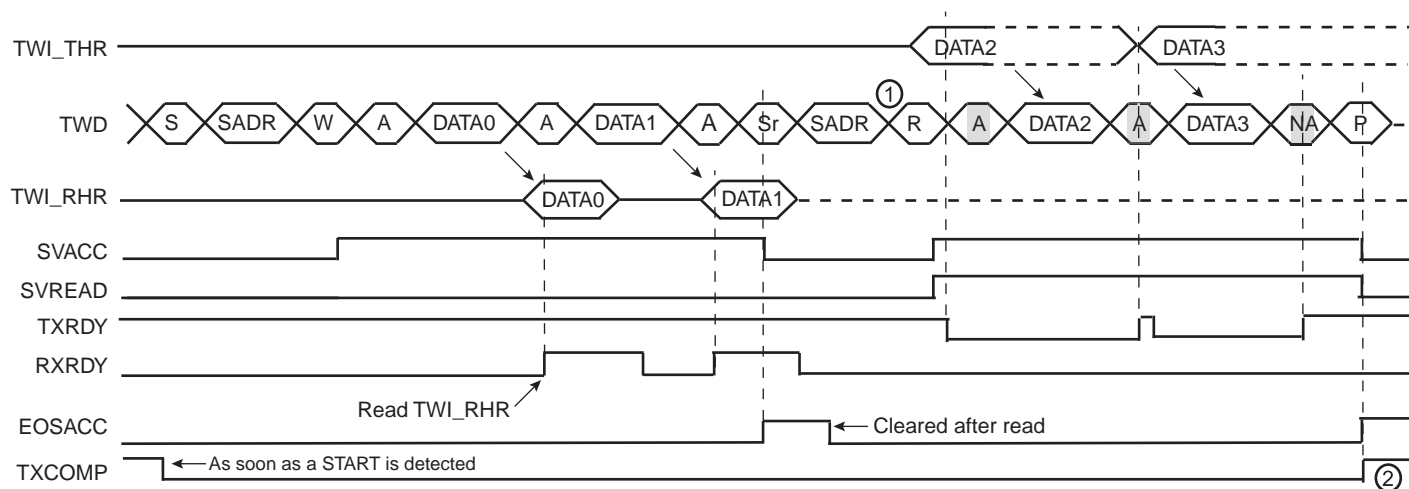 TWI_THR DATA2 DATA3
1
TWD S SADR W A DATA0 A DATA1 A Sr SADR R A DATA2 A DATA3 NA P
TWI_RHR DATA0 DATA1
SVACC
SVREAD
TXRDY
RXRDY
Read TWI_RHR
EOSACC Cleared after read
TXCOMP As soon as a START is detected 2